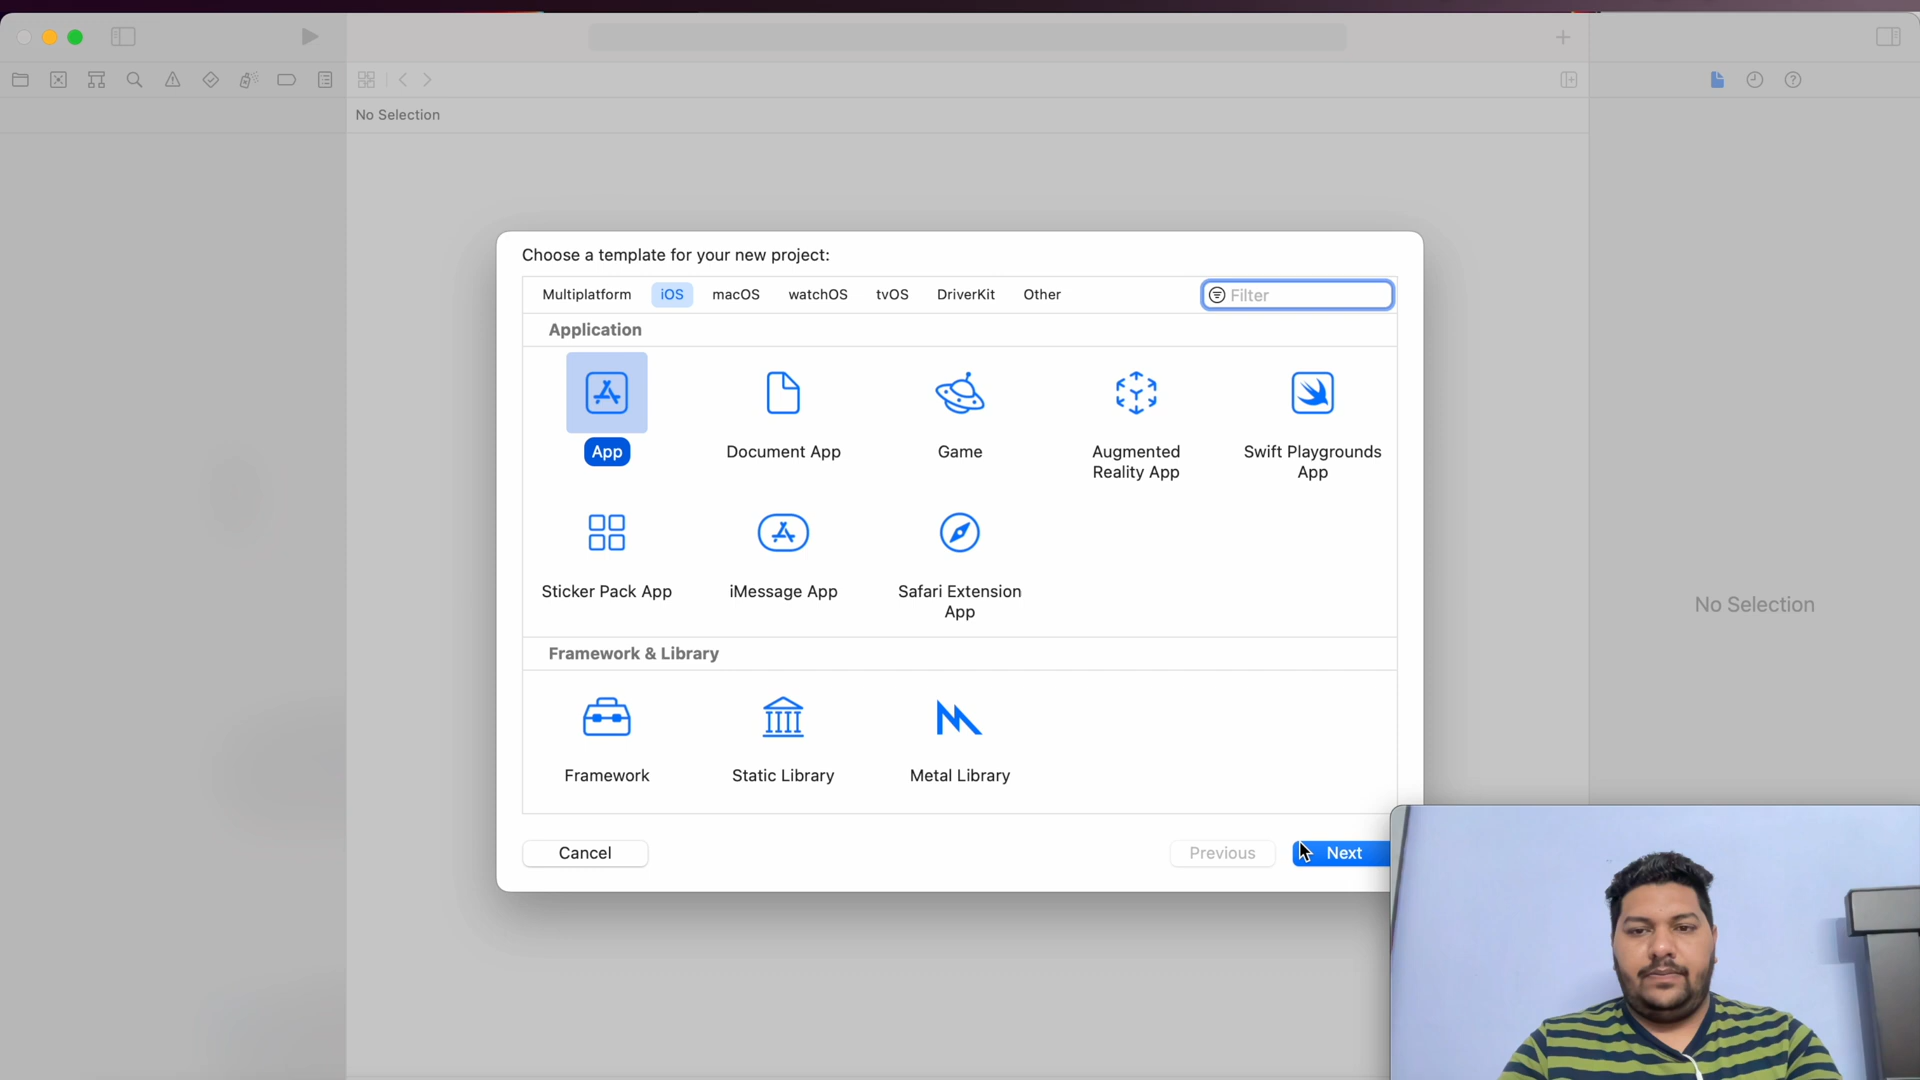 No Selection
Choose a template for your new project:
Multiplatform iOS macOS watchOS tvOS DriverKit Other Filter
Application
App Document App Game Augmented Reality App Swift Playgrounds App
Sticker Pack App iMessage App Safari Extension App
Framework & Library
Framework Static Library Metal Library
Cancel Previous Next
No Selection